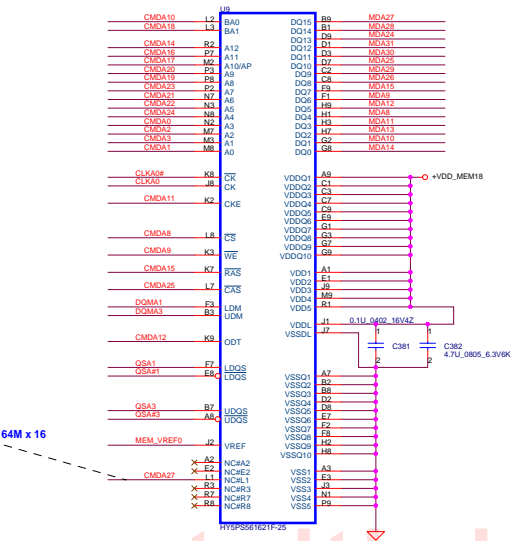 U9
CMDA10 L2 BA0 DQ15 B9 MDA27
CMDA18 L3 BA1 DQ14 B1 MDA28
DQ13 D9 MDA24
CMDA14 R2 A12 DQ12 D1 MDA31
CMDA16 P7 A11 DQ11 D3 MDA30
CMDA17 M2 A10/AP DQ10 D7 MDA25
CMDA20 P3 A9 DQ9 C2 MDA29
CMDA19 P8 A8 DQ8 C8 MDA26
CMDA23 P2 A7 DQ7 F9 MDA15
CMDA21 N7 A6 DQ6 F1 MDA9
CMDA22 N3 A5 DQ5 H9 MDA12
CMDA24 N8 A4 DQ4 H1 MDA8
CMDA0 N2 A3 DQ3 H3 MDA11
CMDA2 M7 A2 DQ2 H7 MDA13
CMDA3 M3 A1 DQ1 G2 MDA10
CMDA1 M8 A0 DQ0 G8 MDA14
CLKA0# K8 CK VDDQ1 A9 +VDD_MEM18
CLKA0 J8 CK VDDQ2 C1
VDDQ3 C3
CMDA11 K2 CKE VDDQ4 C7
VDDQ5 C9
VDDQ6 E9
VDDQ7 G1
CMDA8 L8 CS VDDQ8 G3
VDDQ9 G7
CMDA9 K3 WE VDDQ10 G9
CMDA15 K7 RAS VDD1 A1
VDD2 E1
CMDA25 L7 CAS VDD3 J9
VDD4 M9
DQMA1 F3 LDM VDD5 R1
DQMA3 B3 UDM
VDDL J1 0.1U_0402_16V4Z
VSSDL J7 1 1
CMDA12 K9 ODT C381 C382
4.7U_0805_6.3V6K
2 2
QSA1 F7 LDQS VSSQ1 A7
QSA#1 E8 LDQS VSSQ2 B2
VSSQ3 B8
VSSQ4 D2
QSA3 B7 UDQS VSSQ5 D8
QSA#3 A8 UDQS VSSQ6 E7
VSSQ7 F2
VSSQ8 F8
64M x 16
MEM_VREF0 J2 VREF VSSQ9 H2
VSSQ10 H8
A2 NC#A2
E2 NC#E2 VSS1 A3
CMDA27 L1 NC#L1 VSS2 E3
R3 NC#R3 VSS3 J3
R7 NC#R7 VSS4 N1
R8 NC#R8 VSS5 P9
HY5PS561621F-25